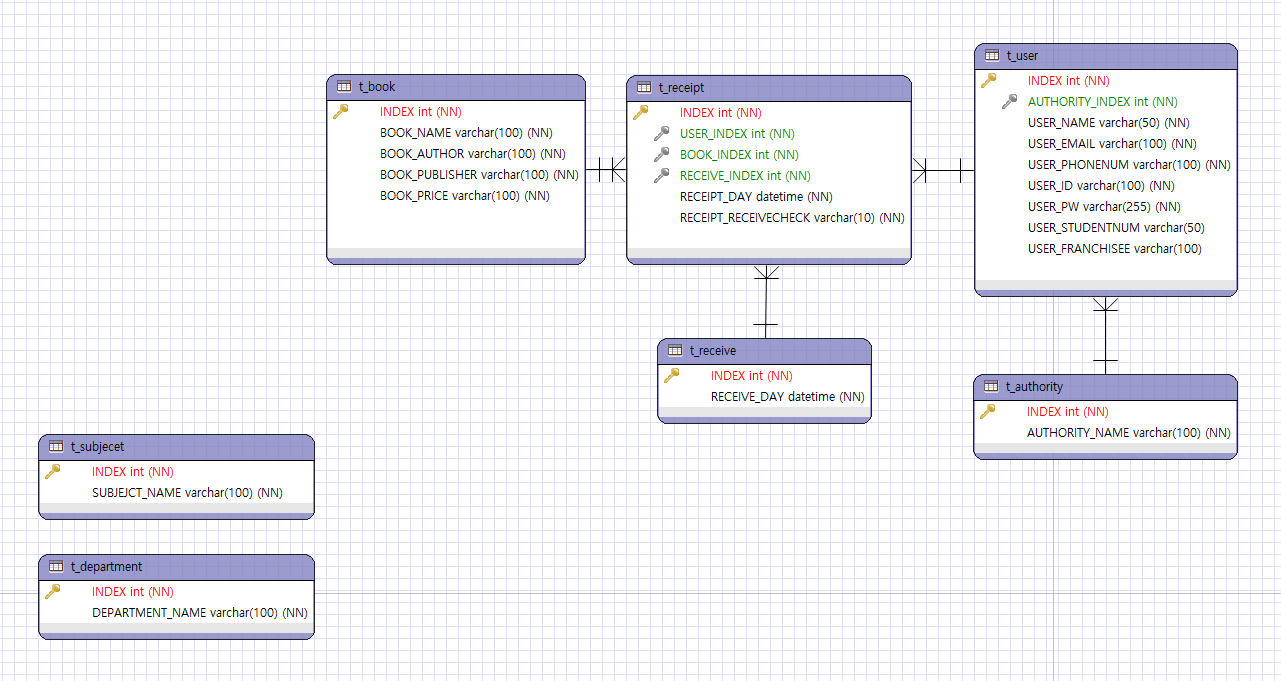 t_book
INDEX int (NN)
BOOK_NAME varchar(100) (NN)
BOOK_AUTHOR varchar(100) (NN)
BOOK_PUBLISHER varchar(100) (NN)
BOOK_PRICE varchar(100) (NN)
t_receipt
INDEX int (NN)
USER_INDEX int (NN)
BOOK_INDEX int (NN)
RECEIVE_INDEX int (NN)
RECEIPT_DAY datetime (NN)
RECEIPT_RECEIVECHECK varchar(10) (NN)
t_user
INDEX int (NN)
AUTHORITY_INDEX int (NN)
USER_NAME varchar(50) (NN)
USER_EMAIL varchar(100) (NN)
USER_PHONENUM varchar(100) (NN)
USER_ID varchar(100) (NN)
USER_PW varchar(255) (NN)
USER_STUDENTNUM varchar(50)
USER_FRANCHISEE varchar(100)
t_receive
INDEX int (NN)
RECEIVE_DAY datetime (NN)
t_authority
INDEX int (NN)
AUTHORITY_NAME varchar(100) (NN)
t_subjecet
INDEX int (NN)
SUBJEJCT_NAME varchar(100) (NN)
t_department
INDEX int (NN)
DEPARTMENT_NAME varchar(100) (NN)